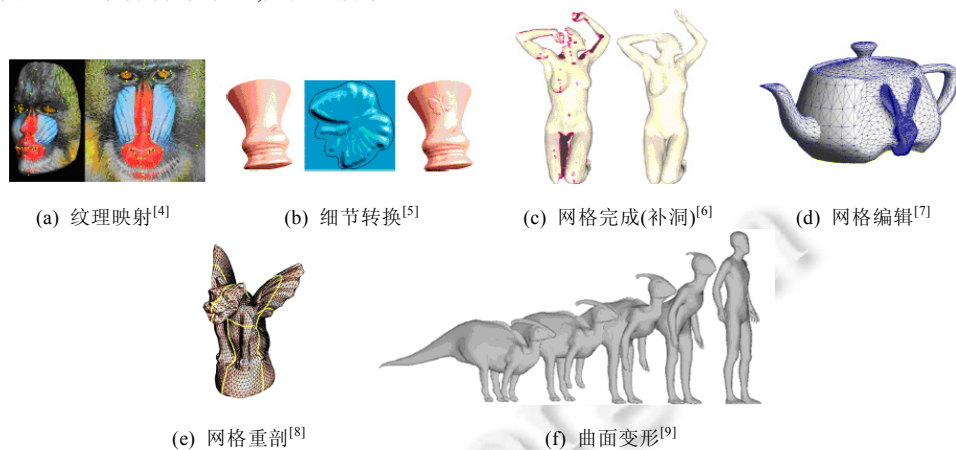 (a) 纹理映射[4]
(b) 细节转换[5]
(c) 网格完成(补洞)[6]
(d) 网格编辑[7]
(e) 网格重剖[8]
(f) 曲面变形[9]